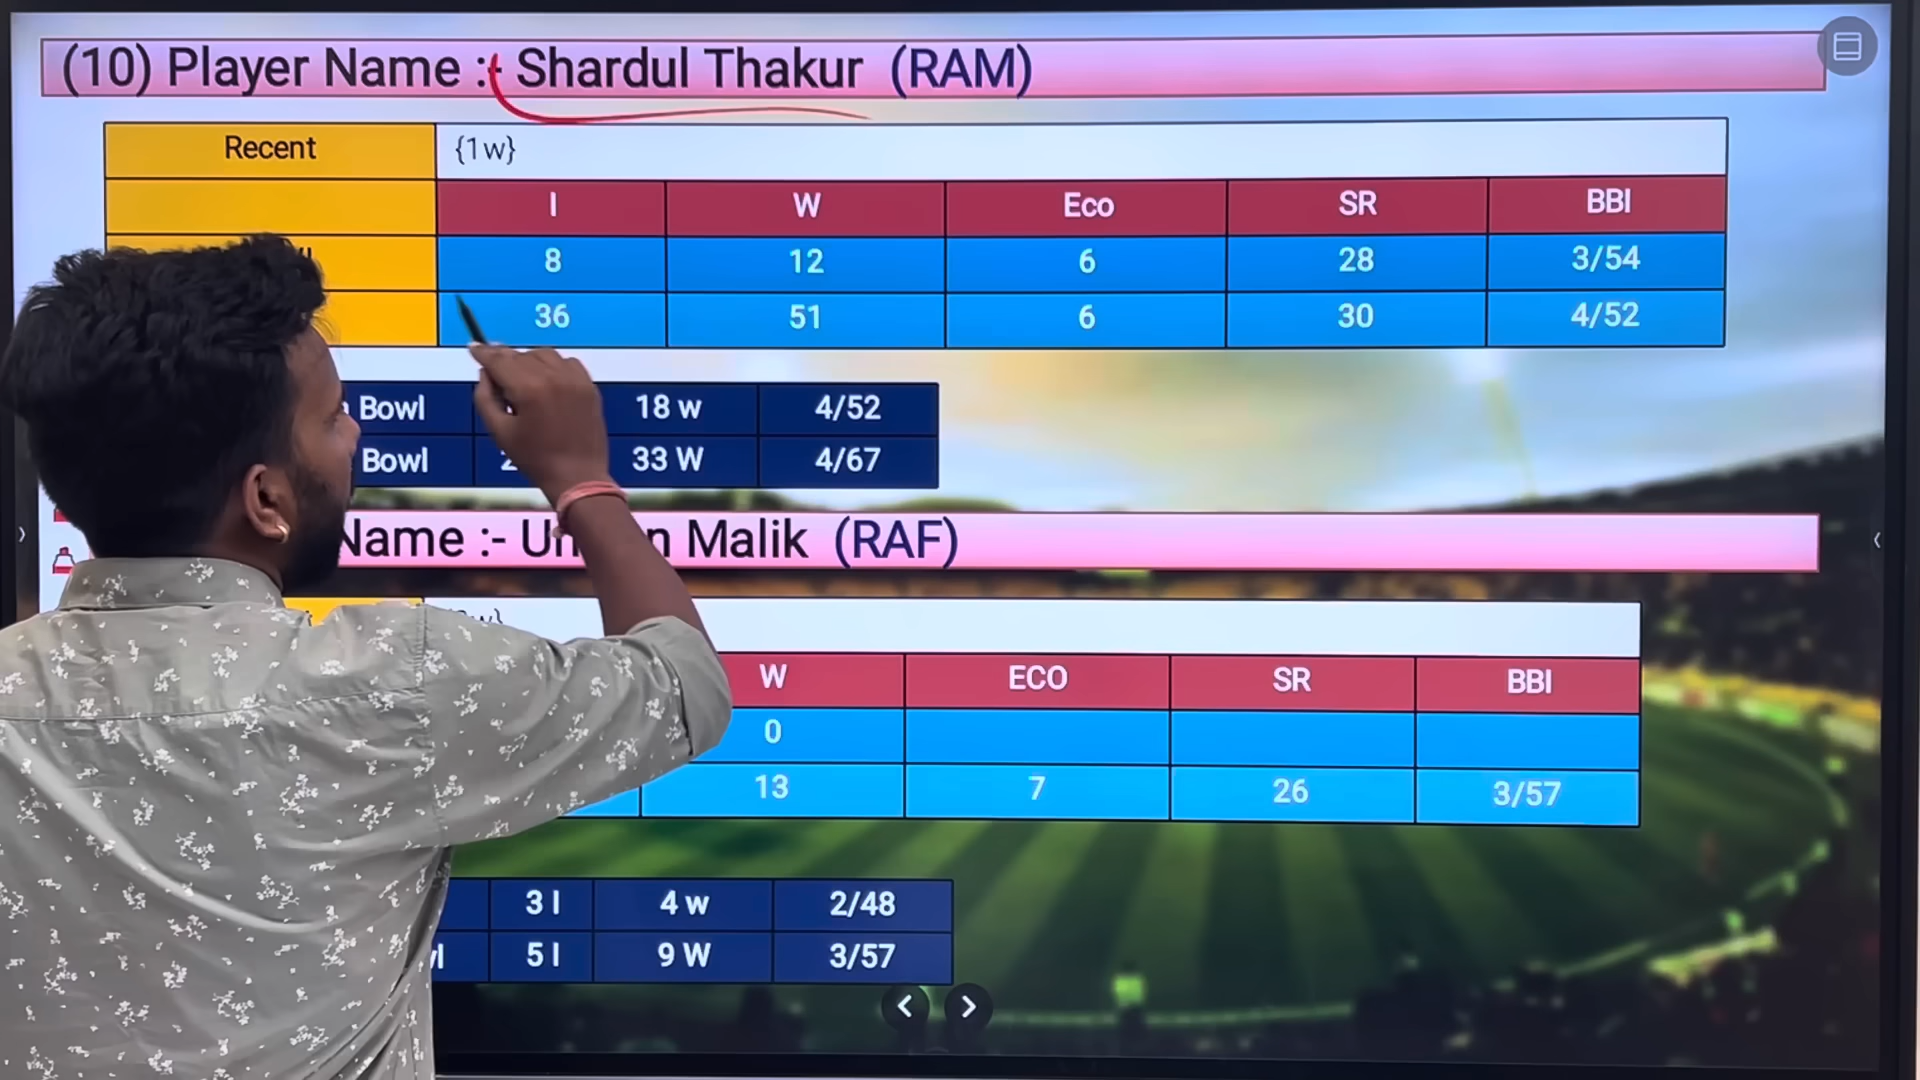 (10) Player Name :- Shardul Thakur (RAM)
Recent {1w}
I W Eco SR BBI
8 12 6 28 3/54
36 51 6 30 4/52
Bowl 18 w 4/52
Bowl 33 W 4/67
Name :- Malik (RAF)
W ECO SR BBI
0
13 7 26 3/57
3 I 4 w 2/48
5 I 9 W 3/57